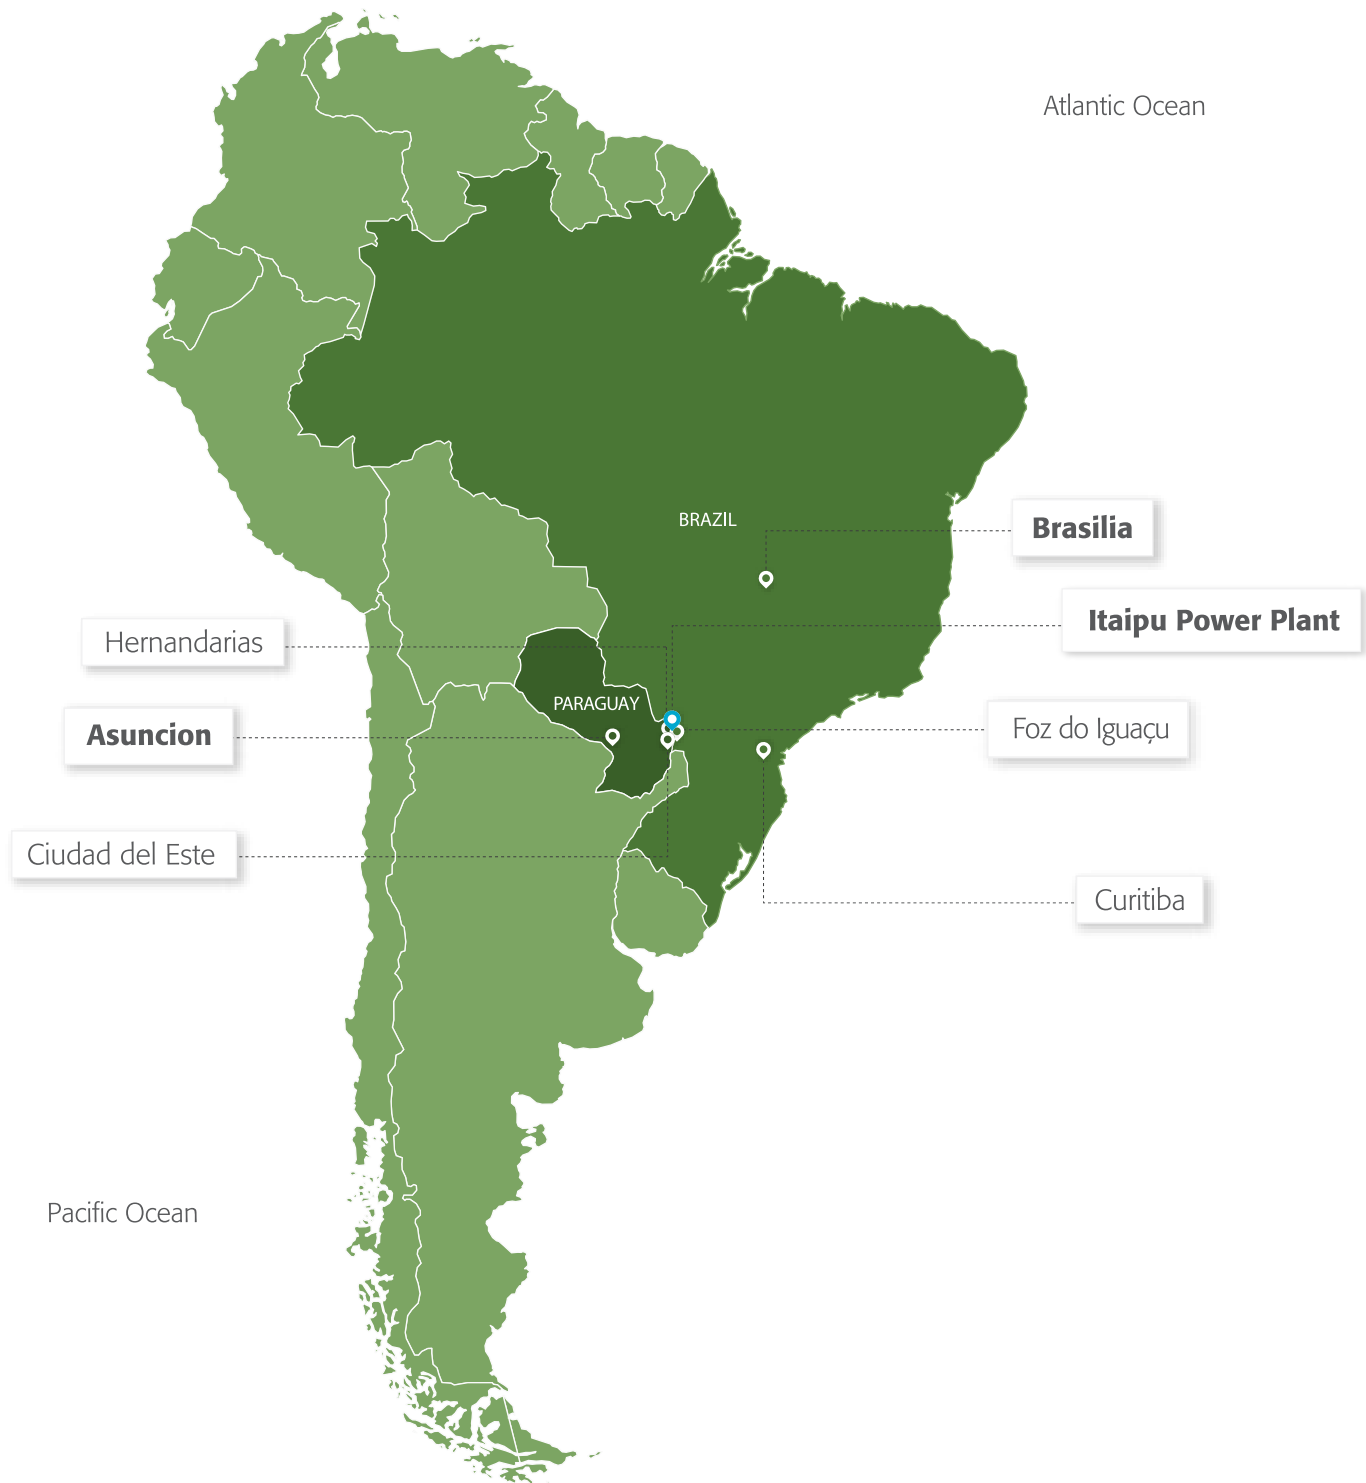 Atlantic Ocean
BRAZIL
Brasilia
Itaipu Power Plant
Hernandarias
PARAGUAY
Asuncion
Foz do Iguaçu
Ciudad del Este
Curitiba
Pacific Ocean